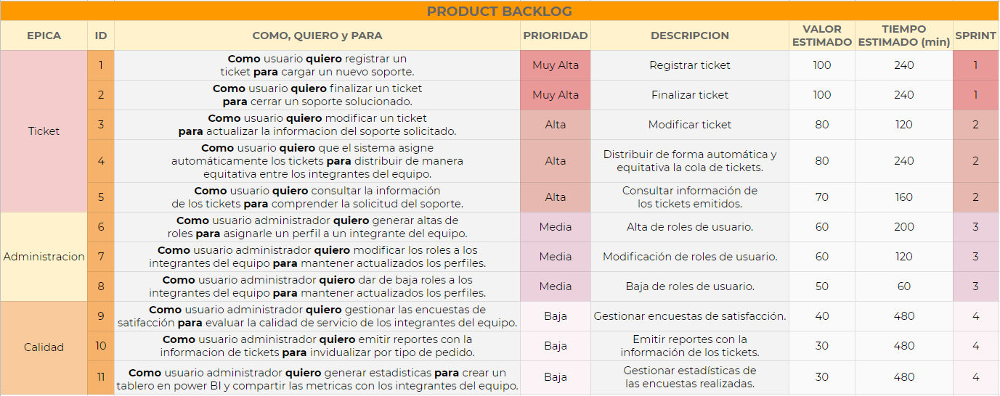 PRODUCT BACKLOG
EPICA ID COMO, QUIERO y PARA PRIORIDAD DESCRIPCION VALOR ESTIMADO TIEMPO ESTIMADO (min) SPRINT
Ticket
1
Como usuario quiero registrar un
ticket para cargar un nuevo soporte.
Muy Alta
Registrar ticket
100
240
1
2
Como usuario quiero finalizar un ticket
para cerrar un soporte solucionado.
Muy Alta
Finalizar ticket
100
240
1
3
Como usuario quiero modificar un ticket
para actualizar la informacion del soporte solicitado.
Alta
Modificar ticket
80
120
2
4
Como usuario quiero que el sistema asigne
automáticamente los tickets para distribuir de manera
equitativa entre los integrantes del equipo.
Alta
Distribuir de forma automática y
equitativa la cola de tickets.
80
240
2
5
Como usuario quiero consultar la información
de los tickets para comprender la solicitud del soporte.
Alta
Consultar información de
los tickets emitidos.
70
160
2
Administracion
6
Como usuario administrador quiero generar altas de
roles para asignarle un perfil a un integrante del equipo.
Media
Alta de roles de usuario.
60
200
3
7
Como usuario administrador quiero modificar los roles a los
integrantes del equipo para mantener actualizados los perfiles.
Media
Modificación de roles de usuario.
60
120
3
8
Como usuario administrador quiero dar de baja roles a los
integrantes del equipo para mantener actualizados los perfiles.
Media
Baja de roles de usuario.
50
60
3
Calidad
9
Como usuario administrador quiero gestionar las encuestas de
satifacción para evaluar la calidad de servicio de los integrantes del equipo.
Baja
Gestionar encuestas de satisfacción.
40
480
4
10
Como usuario administrador quiero emitir reportes con la
informacion de tickets para invidualizar por tipo de pedido.
Baja
Emitir reportes con la
información de los tickets.
30
480
4
11
Como usuario administrador quiero generar estadisticas para crear un
tablero en power BI y compartir las metricas con los integrantes del equipo.
Baja
Gestionar estadísticas de
las encuestas realizadas.
30
480
4